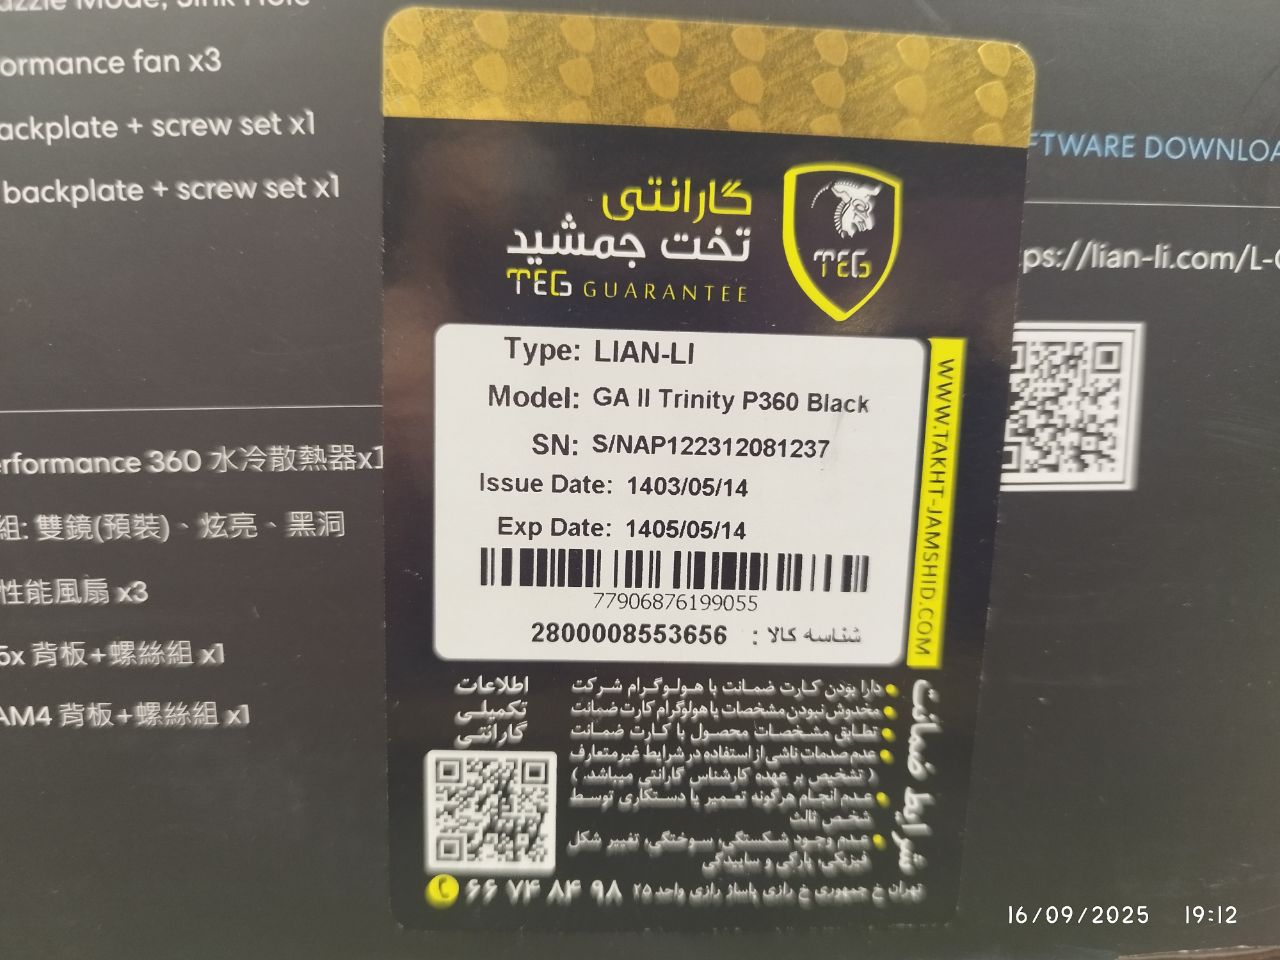 Mode, Sink Hole
ormance fan x3
ackplate + screw set x1
backplate + screw set x1
erformance 360 水冷散熱器x1
組: 雙鏡(預裝)、炫亮、黑洞
性能風扇 x3
5x 背板+螺絲組 x1
AM4 背板+螺絲組 x1
FTWARE DOWNLOA
ps://lian-li.com/L-
گارانتی
تخت جمشید
TEG GUARANTEE
TEG
Type: LIAN-LI
Model: GA II Trinity P360 Black
SN: S/NAP122312081237
Issue Date: 1403/05/14
Exp Date: 1405/05/14
77906876199055
شناسه کالا : 2800008553656
WWW.TAKHT-JAMSHID.COM
شرایط ضمانت
دارا بودن کارت ضمانت با هولوگرام شرکت
مخدوش نبودن مشخصات یا هولوگرام کارت ضمانت
تطابق مشخصات محصول با کارت ضمانت
عدم صدمات ناشی از استفاده در شرایط غیر متعارف
( تشخیص بر عهده کارشناس گارانتی میباشد. )
عدم انجام هرگونه تعمیر یا دستکاری توسط
شخص ثالث
عدم وجود شکستگی، سوختگی، تغییر شکل
فیزیکی، پارگی و ساییدگی
اطلاعات
تکمیلی
گارانتی
تهران خ جمهوری خ رازی پاساژ رازی واحد ۲۵
۶۶ ۷۴ ۸۴ ۹۸
16/09/2025 19:12